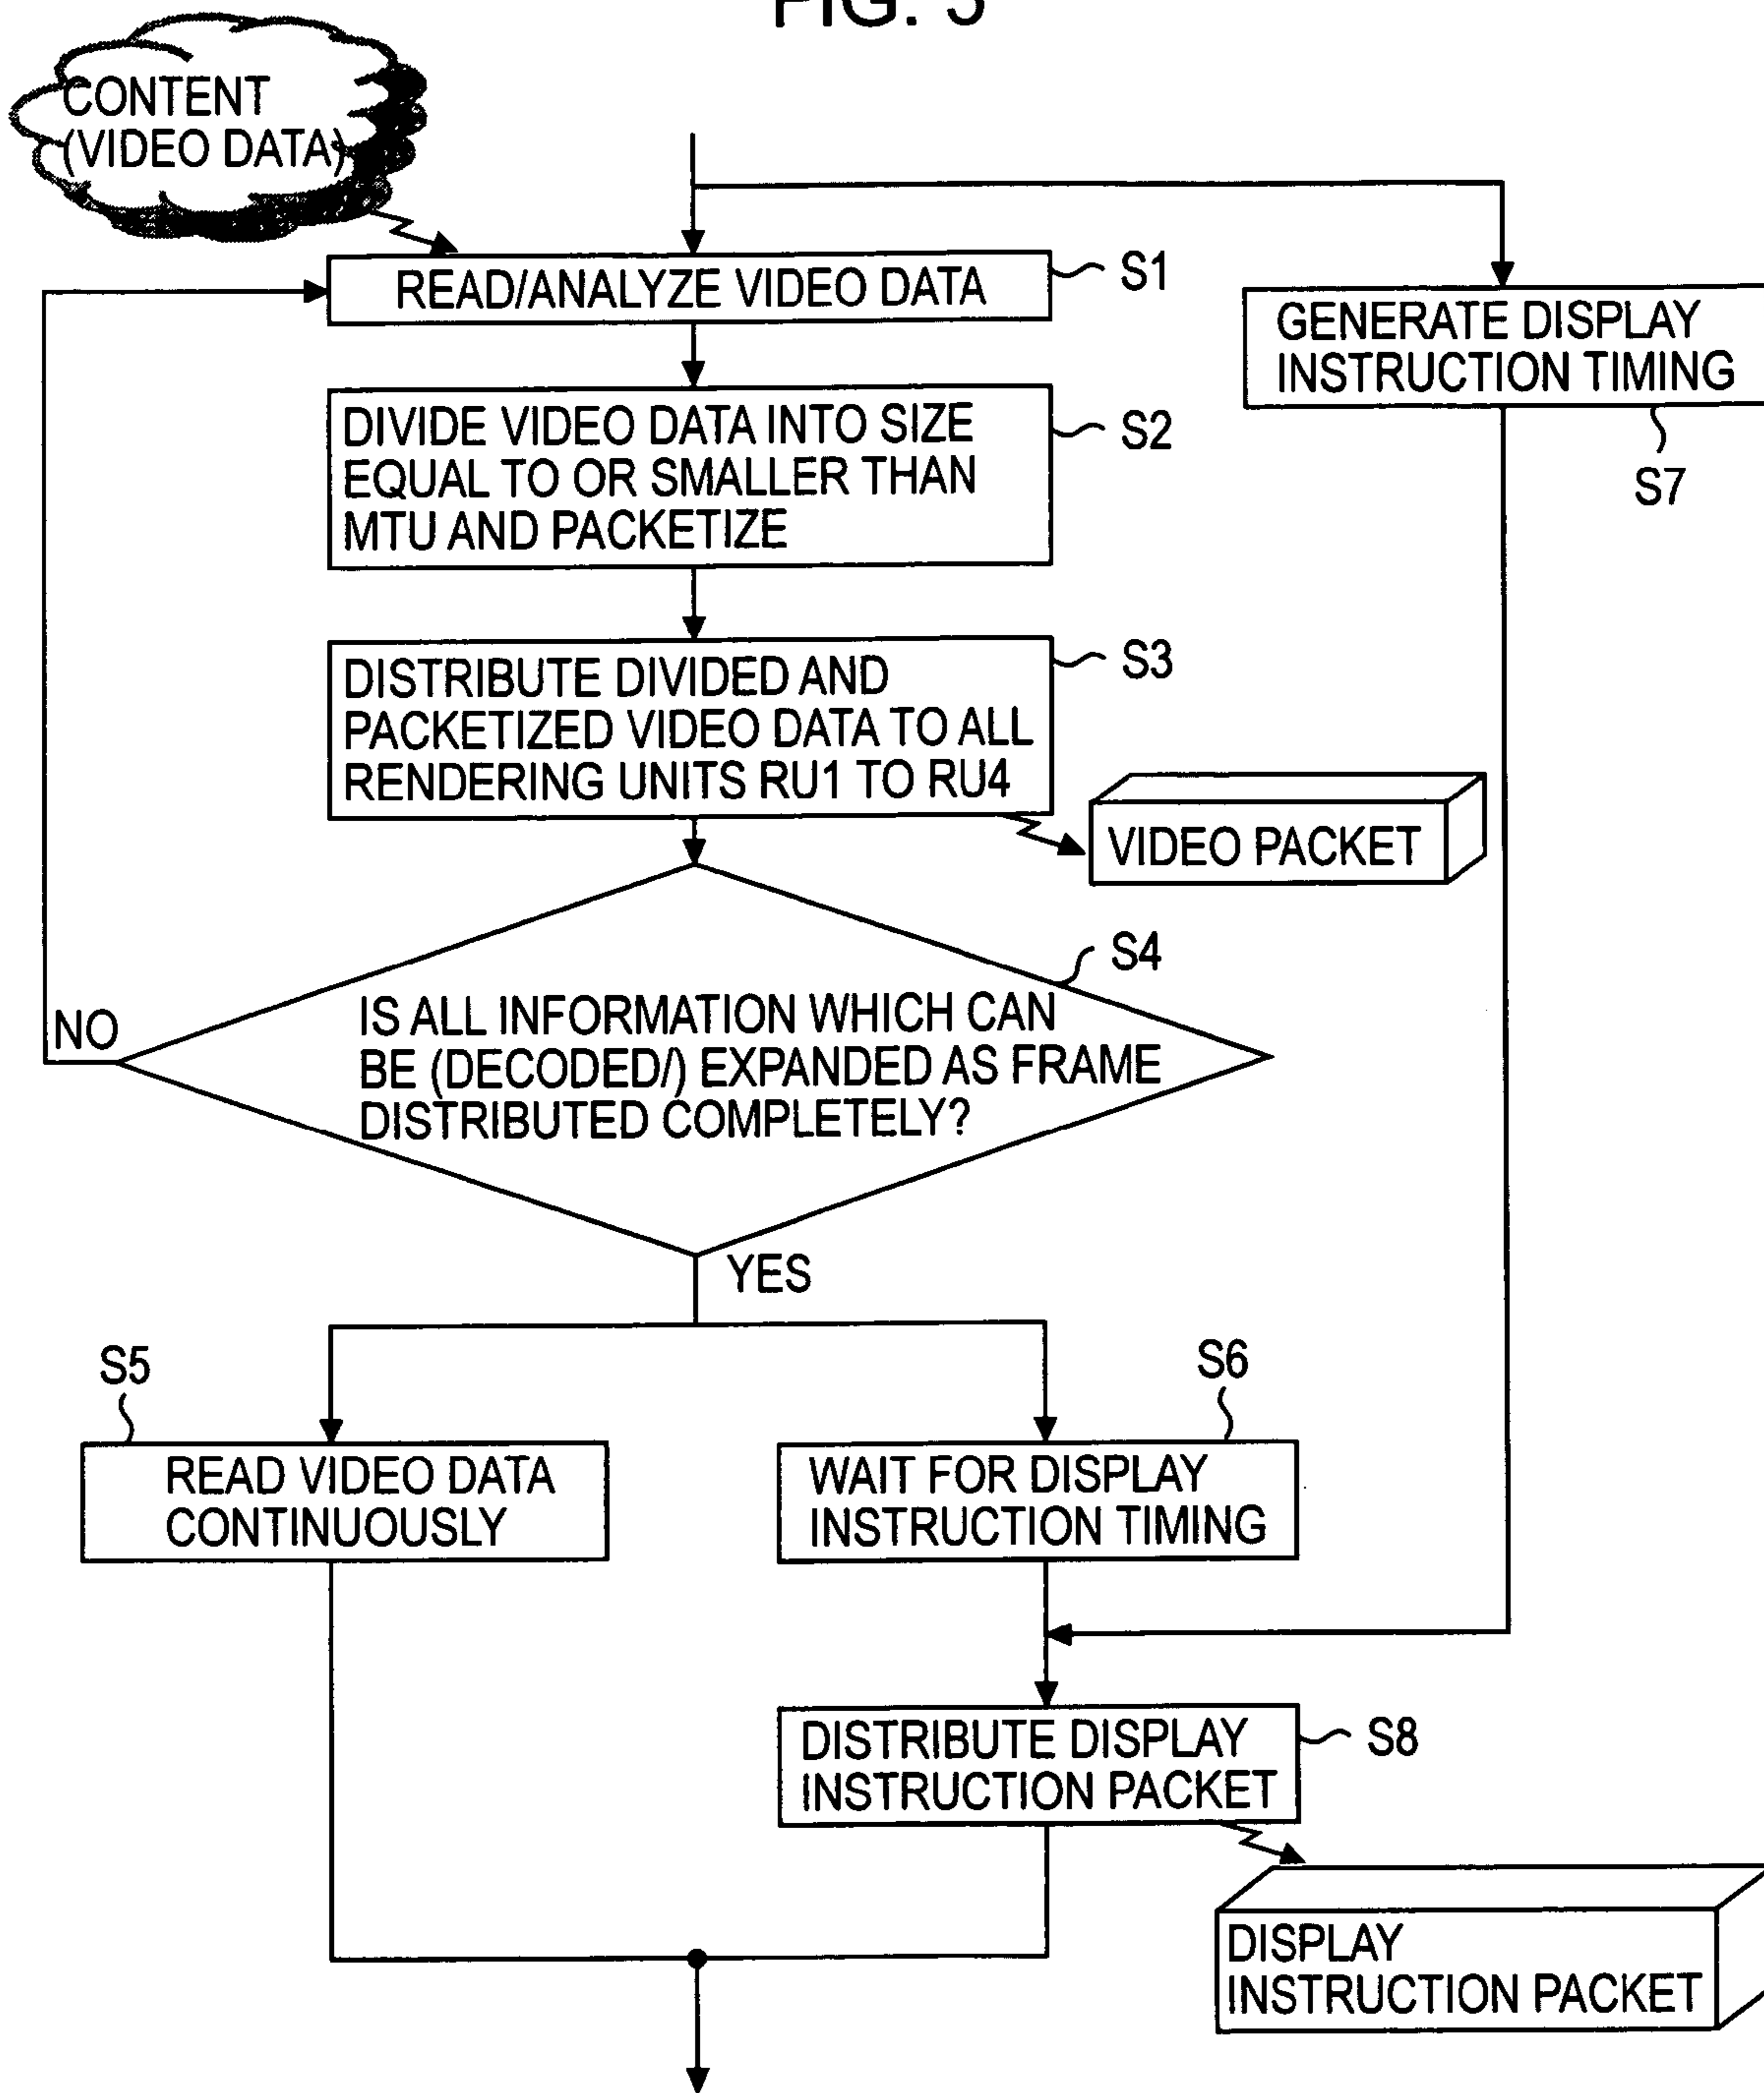 FIG.
CONTENT
(VIDEO DATA)
READ/ANALYZE VIDEO DATA
S1
GENERATE DISPLAY
INSTRUCTION TIMING
S7
DIVIDE VIDEO DATA INTO SIZE
EQUAL TO OR SMALLER THAN
MTU AND PACKETIZE
S2
DISTRIBUTE DIVIDED AND
PACKETIZED VIDEO DATA TO ALL
RENDERING UNITS RU1 TO RU4
S3
VIDEO PACKET
S4
IS ALL INFORMATION WHICH CAN
BE (DECODED/) EXPANDED AS FRAME
DISTRIBUTED COMPLETELY?
NO
YES
S5
READ VIDEO DATA
CONTINUOUSLY
S6
WAIT FOR DISPLAY
INSTRUCTION TIMING
DISTRIBUTE DISPLAY
INSTRUCTION PACKET
S8
DISPLAY
INSTRUCTION PACKET